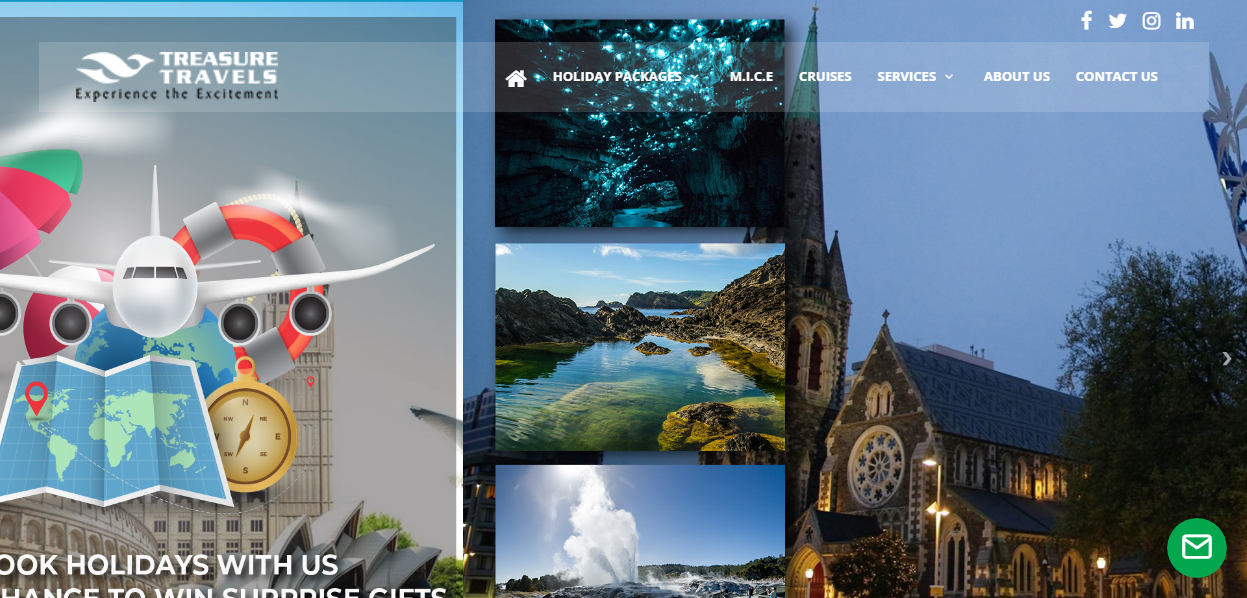 TREASURE
TRAVELS
Experience the Excitement
HOLIDAY PACKAGES
M.I.C.E
CRUISES
SERVICES
ABOUT US
CONTACT US
N
NW
NE
E
SW
SE
S
OOK HOLIDAYS WITH US
HANCE TO WIN SURPRISE GIFTS